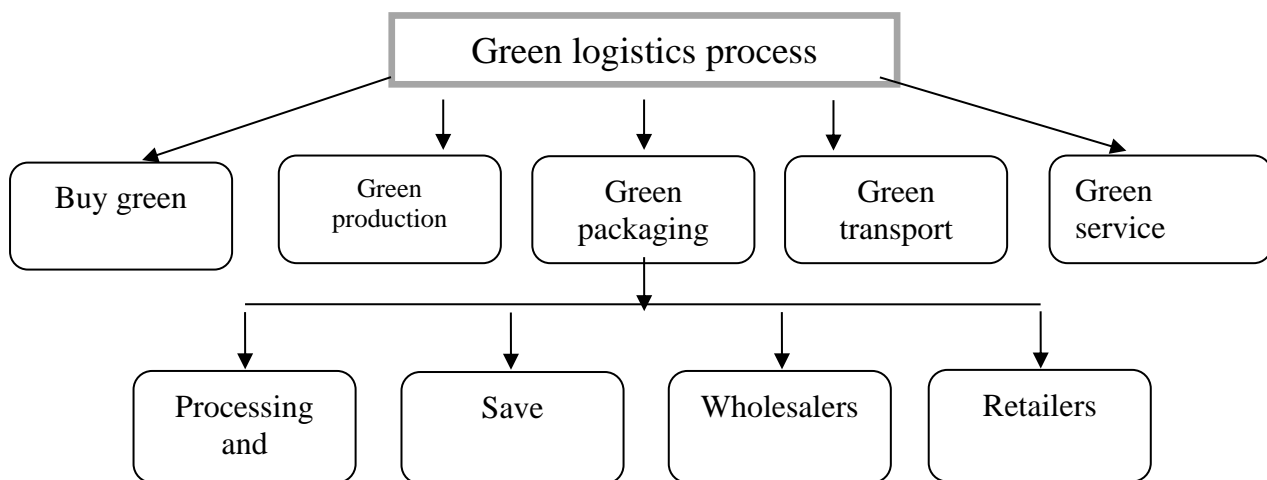 Green logistics process
Buy green
Green
production
Green
packaging
Green
transport
Green
service
Processing
and
Save
Wholesalers
Retailers